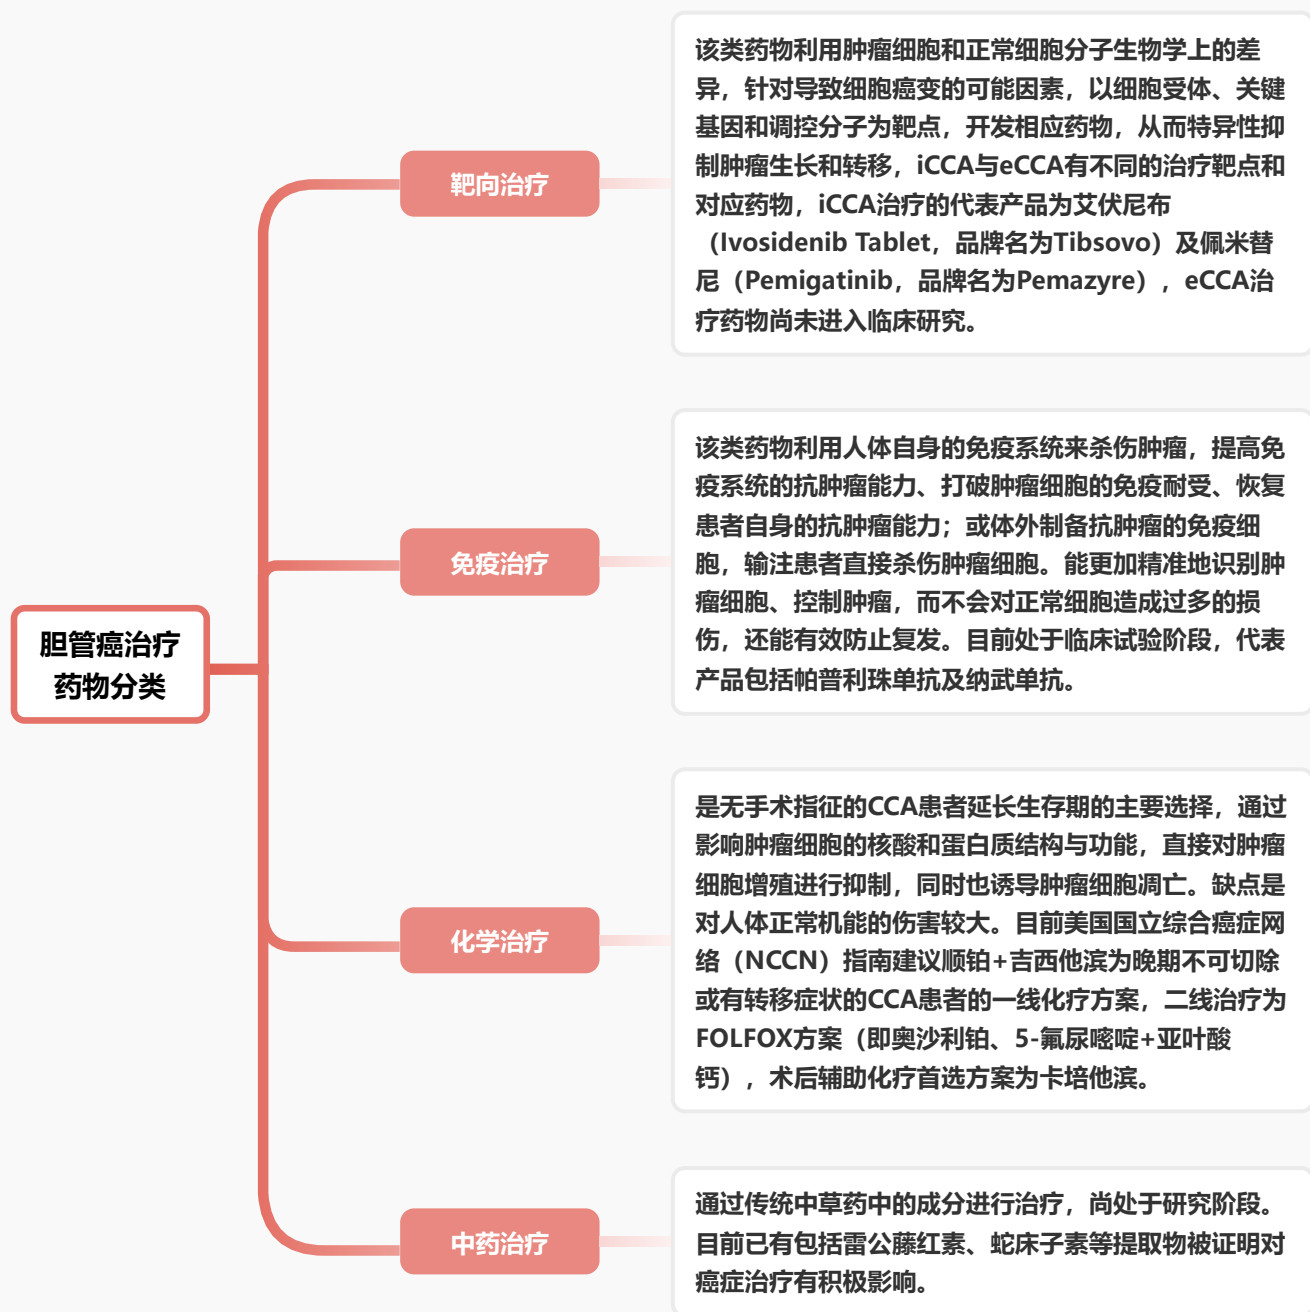 胆管癌治疗
药物分类
靶向治疗
该类药物利用肿瘤细胞和正常细胞分子生物学上的差
异，针对导致细胞癌变的可能因素，以细胞受体、关键
基因和调控分子为靶点，开发相应药物，从而特异性抑
制肿瘤生长和转移，iCCA与eCCA有不同的治疗靶点和
对应药物，iCCA治疗的代表产品为艾伏尼布
（Ivosidenib Tablet，品牌名为Tibsovo）及佩米替
尼（Pemigatinib，品牌名为Pemazyre），eCCA治
疗药物尚未进入临床研究。
免疫治疗
该类药物利用人体自身的免疫系统来杀伤肿瘤，提高免
疫系统的抗肿瘤能力、打破肿瘤细胞的免疫耐受、恢复
患者自身的抗肿瘤能力；或体外制备抗肿瘤的免疫细
胞，输注患者直接杀伤肿瘤细胞。能更加精准地识别肿
瘤细胞、控制肿瘤，而不会对正常细胞造成过多的损
伤，还能有效防止复发。目前处于临床试验阶段，代表
产品包括帕普利珠单抗及纳武单抗。
化学治疗
是无手术指征的CCA患者延长生存期的主要选择，通过
影响肿瘤细胞的核酸和蛋白质结构与功能，直接对肿瘤
细胞增殖进行抑制，同时也诱导肿瘤细胞凋亡。缺点是
对人体正常机能的伤害较大。目前美国国立综合癌症网
络（NCCN）指南建议顺铂+吉西他滨为晚期不可切除
或有转移症状的CCA患者的一线化疗方案，二线治疗为
FOLFOX方案（即奥沙利铂、5-氟尿嘧啶+亚叶酸
钙），术后辅助化疗首选方案为卡培他滨。
中药治疗
通过传统中草药中的成分进行治疗，尚处于研究阶段。
目前已有包括雷公藤红素、蛇床子素等提取物被证明对
癌症治疗有积极影响。